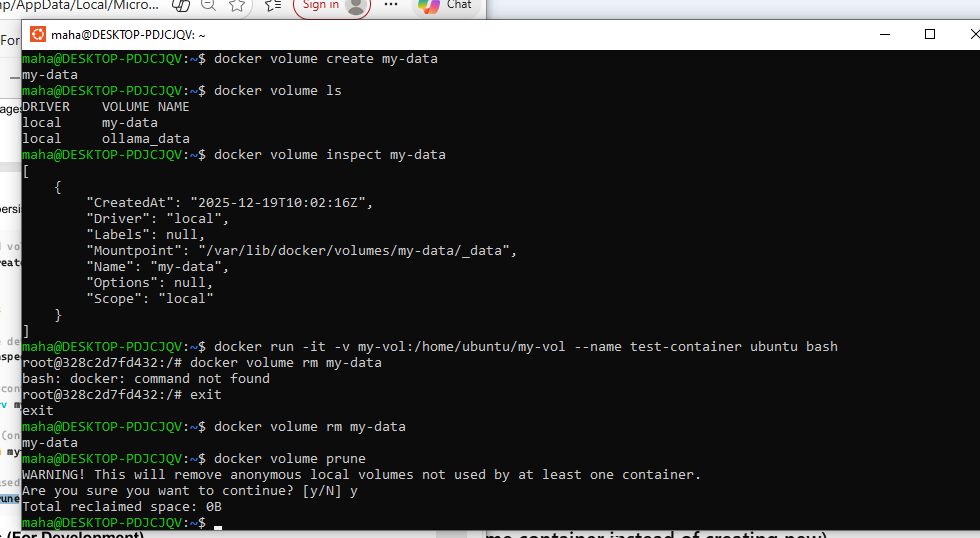 np/AppData/Local/Micro...
Sign in
Chat
For
maha@DESKTOP-PDJCJQV: ~
maha@DESKTOP-PDJCJQV:~$ docker volume create my-data
my-data
maha@DESKTOP-PDJCJQV:~$ docker volume ls
DRIVER    VOLUME NAME
local     my-data
local     ollama_data
maha@DESKTOP-PDJCJQV:~$ docker volume inspect my-data
[
    {
        "CreatedAt": "2025-12-19T10:02:16Z",
        "Driver": "local",
        "Labels": null,
        "Mountpoint": "/var/lib/docker/volumes/my-data/_data",
        "Name": "my-data",
        "Options": null,
        "Scope": "local"
    }
]
maha@DESKTOP-PDJCJQV:~$ docker run -it -v my-vol:/home/ubuntu/my-vol --name test-container ubuntu bash
root@328c2d7fd432:/# docker volume rm my-data
bash: docker: command not found
root@328c2d7fd432:/# exit
exit
maha@DESKTOP-PDJCJQV:~$ docker volume rm my-data
my-data
maha@DESKTOP-PDJCJQV:~$ docker volume prune
WARNING! This will remove anonymous local volumes not used by at least one container.
Are you sure you want to continue? [y/N] y
Total reclaimed space: 0B
maha@DESKTOP-PDJCJQV:~$
(For Development)
me container instead of creating new)